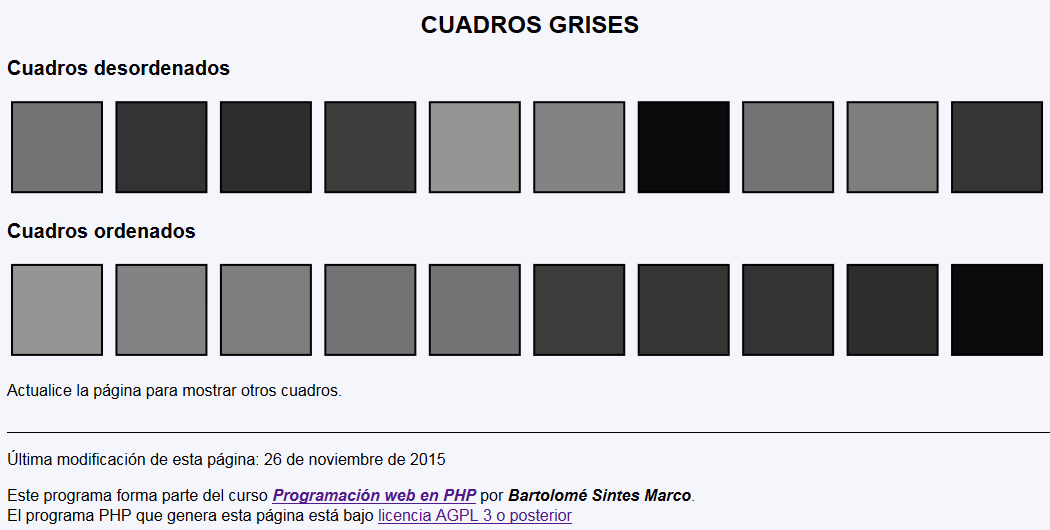 CUADROS GRISES
Cuadros desordenados
Cuadros ordenados
Actualice la página para mostrar otros cuadros.
Última modificación de esta página: 26 de noviembre de 2015
Este programa forma parte del curso Programación web en PHP por Bartolomé Sintes Marco.
El programa PHP que genera esta página está bajo licencia AGPL 3 o posterior